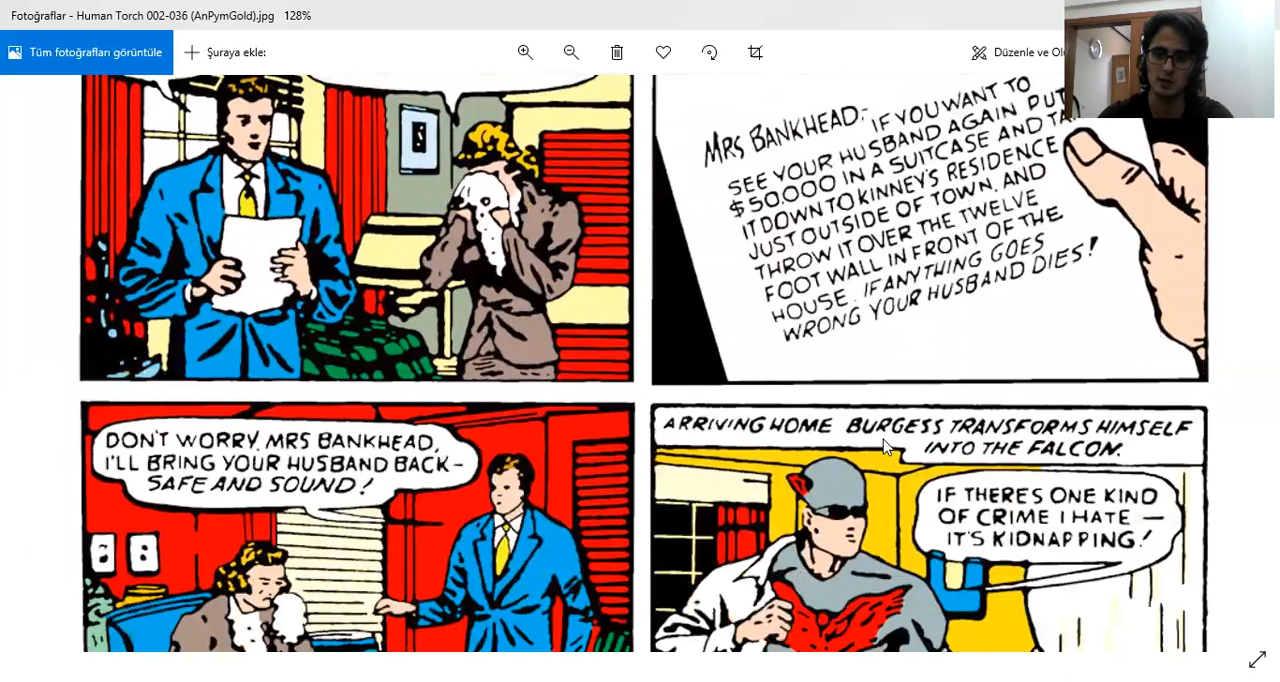 Fotoğraflar - Human Torch 002-036 (AnPymGold).jpg 128%
Tüm fotoğrafları görüntüle
Şuraya ekle:
Düzenle ve
MRS BANKHEAD-
IF YOU WANT TO
SEE YOUR HUSBAND AGAIN PUT
$50,000 IN A SUITCASE AND
IT DOWN TO KINNEY'S RESIDENCE
JUST OUTSIDE OF TOWN, AND
THROW IT OVER THE TWELVE
FOOT WALL IN FRONT OF THE
HOUSE. IF ANYTHING GOES
WRONG YOUR HUSBAND DIES!
DON'T WORRY, MRS BANKHEAD,
I'LL BRING YOUR HUSBAND BACK-
SAFE AND SOUND!
ARRIVING HOME BURGESS TRANSFORMS HIMSELF
INTO THE FALCON.
IF THERES ONE KIND
OF CRIME I HATE —
IT'S KIDNAPPING!